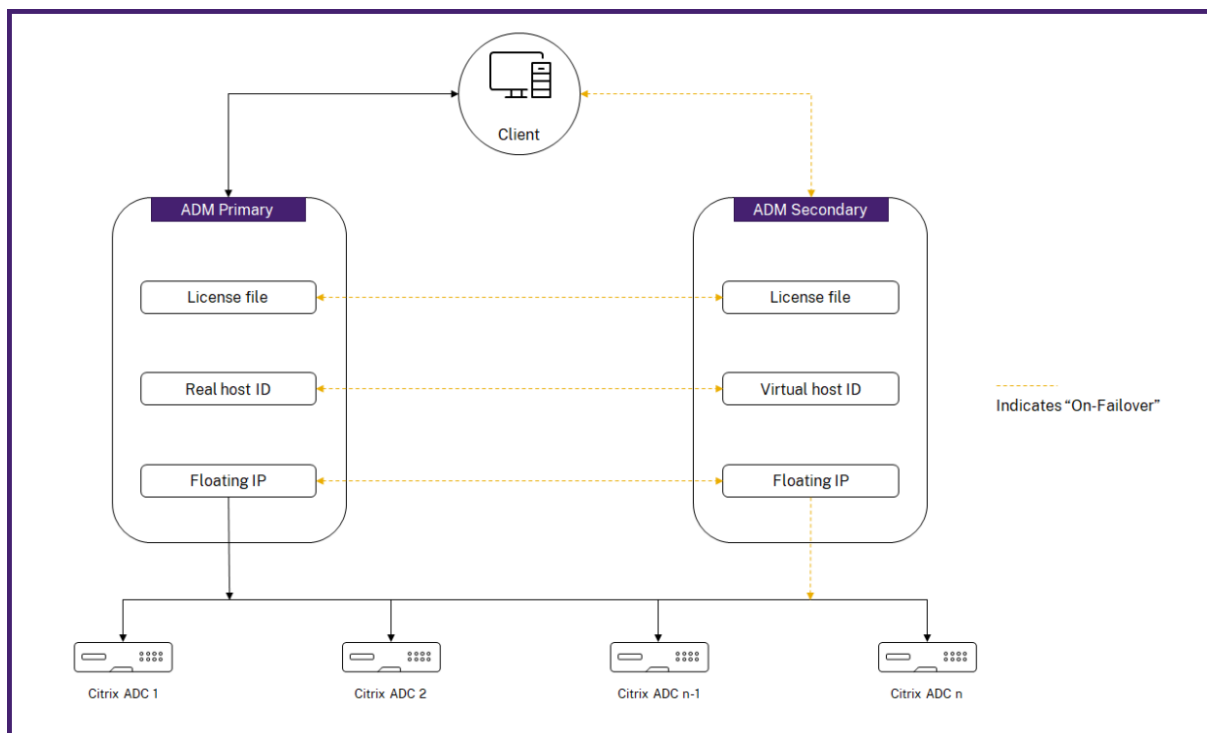 Client
ADM Primary
ADM Secondary
License file
License file
Real host ID
Virtual host ID
Indicates “On-Failover”
Floating IP
Floating IP
Citrix ADC 1
Citrix ADC 2
Citrix ADC n-1
Citrix ADC n